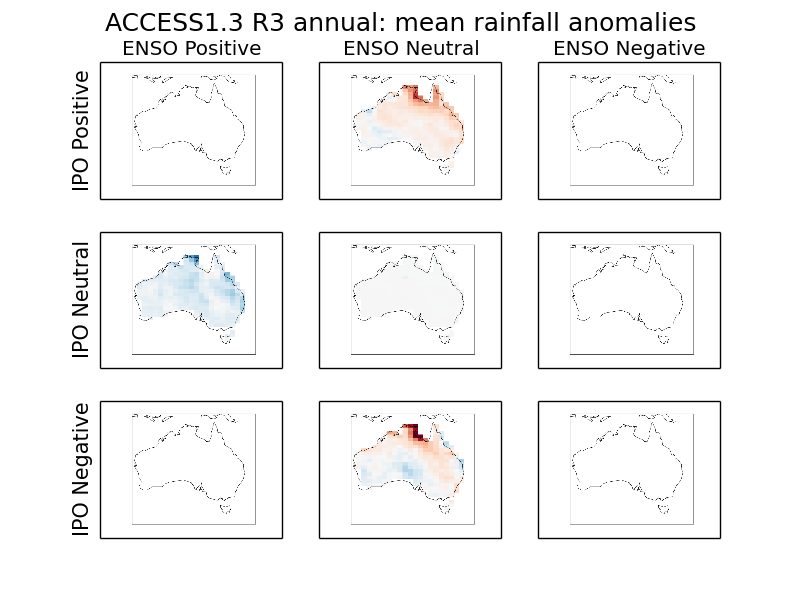 ACCESS1.3 R3 annual: mean rainfall anomalies
ENSO Positive
ENSO Neutral
ENSO Negative
IPO Positive
IPO Neutral
IPO Negative